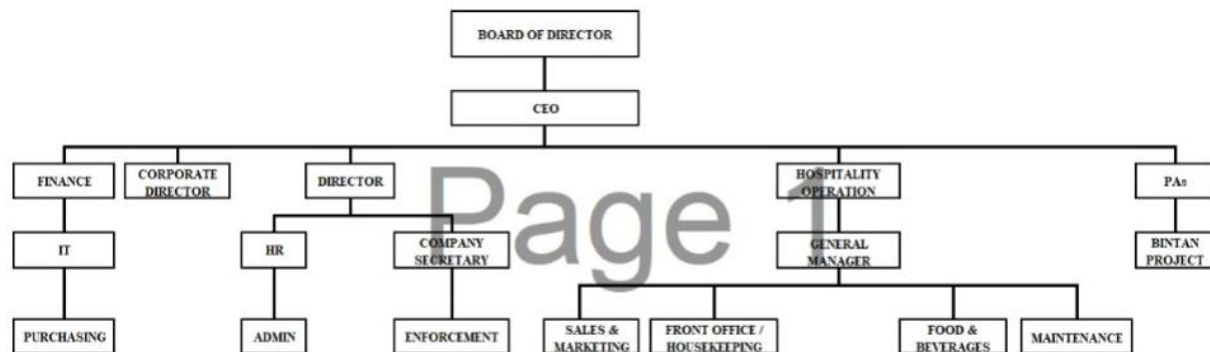 BOARD OF DIRECTOR
CEO
FINANCE
CORPORATE
DIRECTOR
DIRECTOR
HOSPITALITY
OPERATION
PAs
IT
HR
COMPANY
SECRETARY
GENERAL
MANAGER
BINTAN
PROJECT
PURCHASING
ADMIN
ENFORCEMENT
SALES &
MARKETING
FRONT OFFICE /
HOUSEKEEPING
FOOD &
BEVERAGES
MAINTENANCE
Page 1